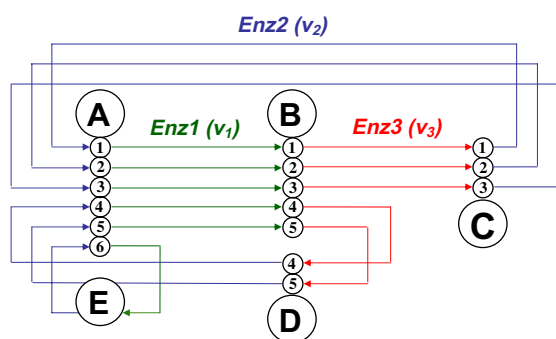 Enz2 (v2)
A B
Enz1 (v1) Enz3 (v3)
1 1 1
2 2 2
3 3 3
4 4
5 5 C
6
4
E 5
D